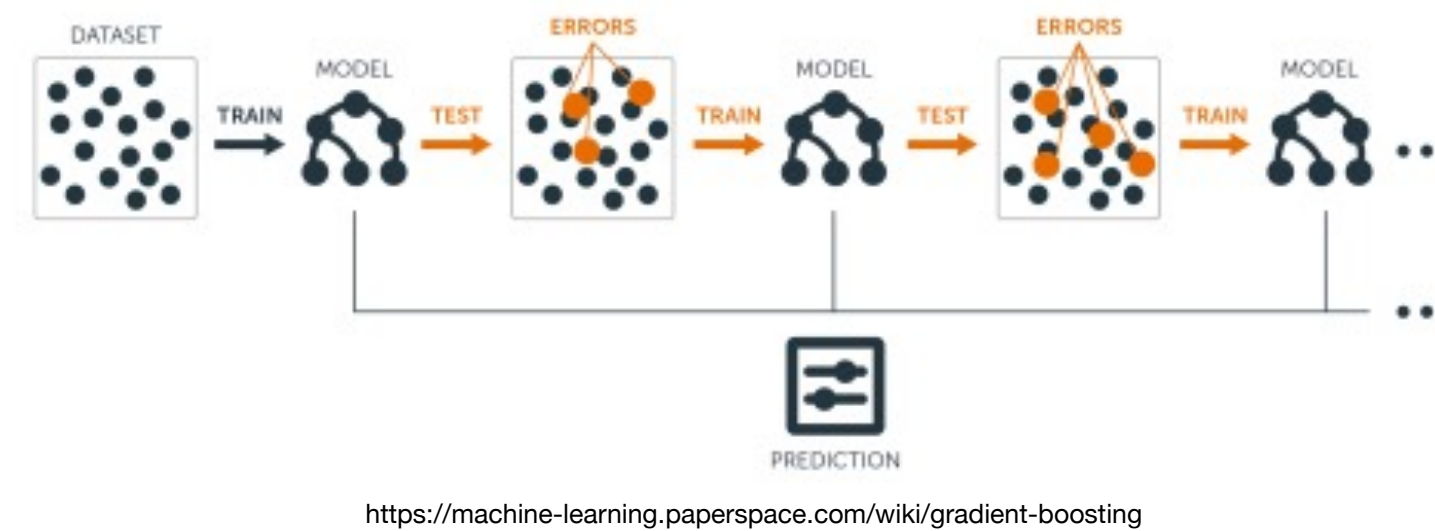 DATASET
MODEL
ERRORS
MODEL
ERRORS
MODEL
TRAIN
TEST
TRAIN
TEST
TRAIN
PREDICTION
https://machine-learning.paperspace.com/wiki/gradient-boosting